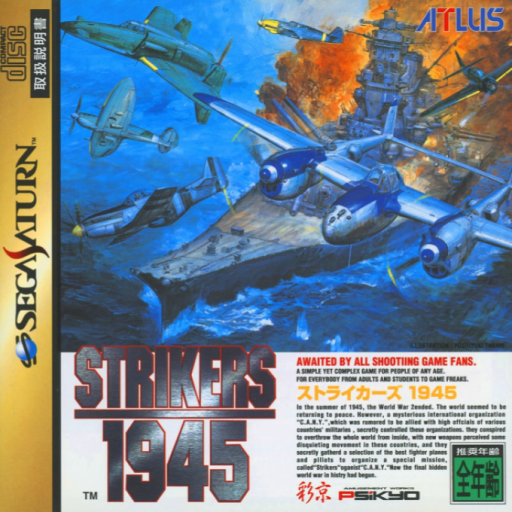 COMPACT
disc
取扱説明書
ATLUS
SEGA SATURN™
STRIKERS
1945
TM
AWAITED BY ALL SHOOTIING GAME FANS.
A SIMPLE YET COMPLEX GAME FOR PEOPLE OF ANY AGE.
FOR EVERYBODY FROM ADULTS AND STUDENTS TO GAME FREAKS.
ストライカーズ 1945
In the summer of 1945, the World War 2ended. The world seemed to be
returning to peace. However, a mysterious international organization
"C.A.N.Y.",which was rumored to be allied with high officials of various
countries' militaries , secretly controlled these organizations. they conspired
to overthrow the whole world from inside, with new weapons perceived some
disquieting movement in these countries, and they
secretly gathered a selection of the best fighter planes
and pilots to organize a special mission,
called"Strikers"against"C.A.N.Y."Now the final hidden
world war in histry had begun.
推奨年齢
全年齢
彩京
AMUSEMENT WORKS
PSIKYO